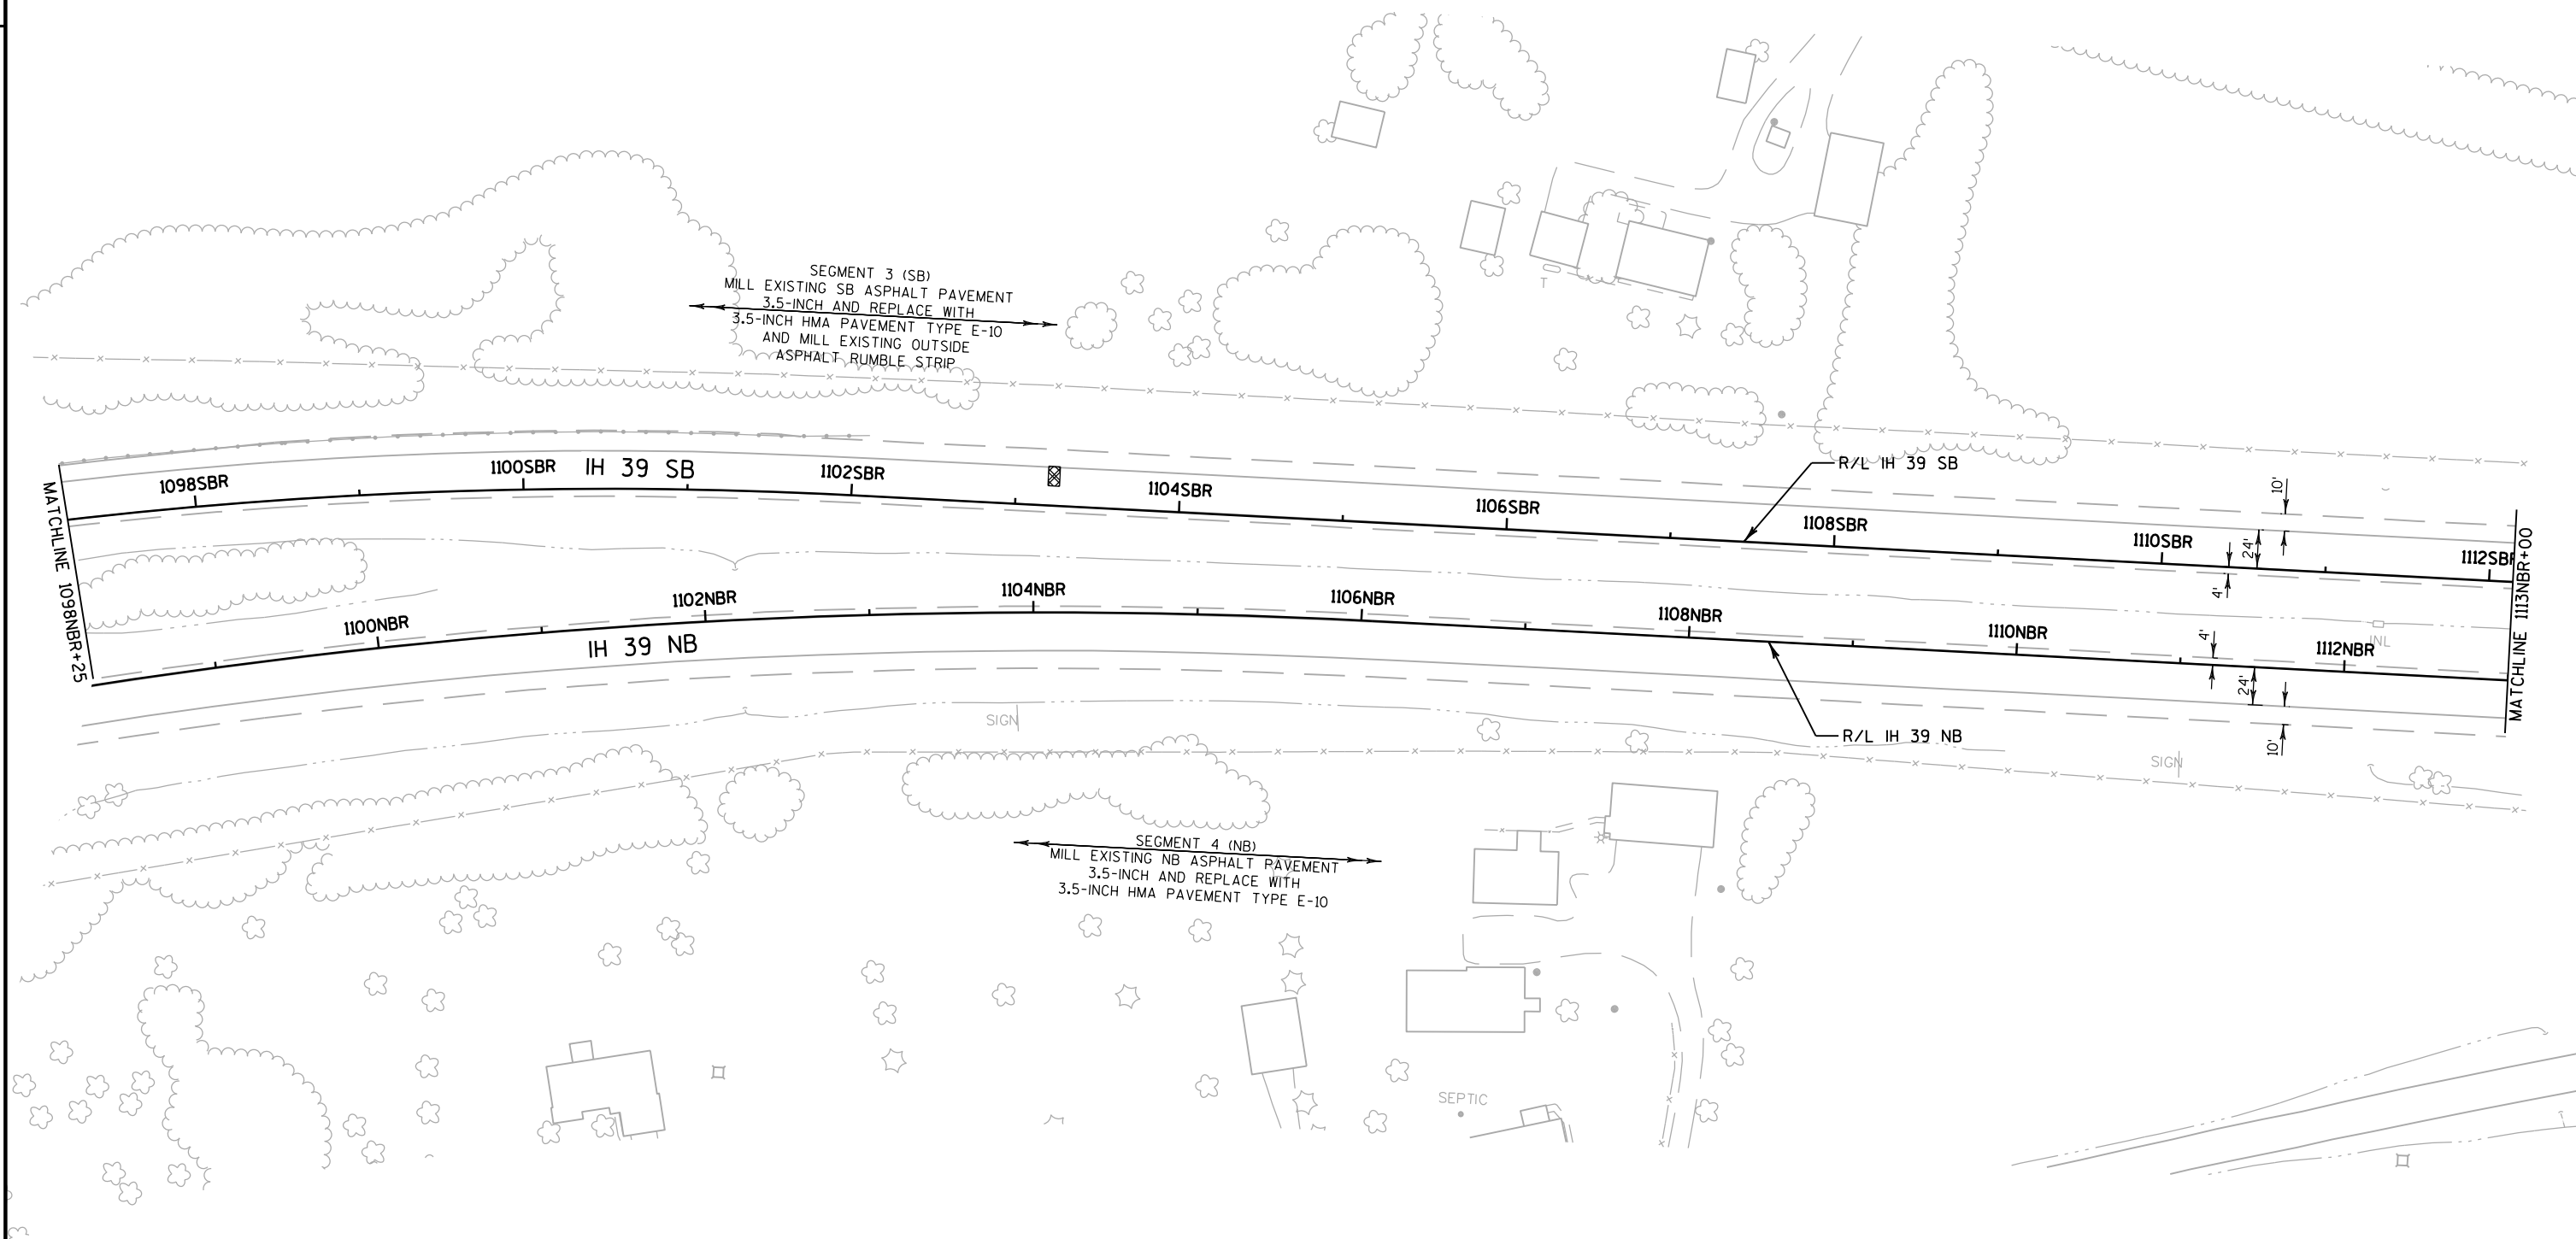 SEGMENT 3 (SB)
MILL EXISTING SB ASPHALT PAVEMENT
3.5-INCH AND REPLACE WITH
3.5-INCH HMA PAVEMENT TYPE E-10
AND MILL EXISTING OUTSIDE
ASPHALT RUMBLE STRIP
T
MATCHLINE 1098NBR+25
1098SBR
1100SBR
IH 39 SB
1102SBR
1104SBR
1106SBR
R/L IH 39 SB
1108SBR
1110SBR
1112SBR
10'
24'
4'
MATCHLINE 1113NBR+00
1100NBR
IH 39 NB
1102NBR
1104NBR
1106NBR
1108NBR
1110NBR
1112NBR
INL
4'
24'
10'
R/L IH 39 NB
SIGN
SIGN
SEGMENT 4 (NB)
MILL EXISTING NB ASPHALT PAVEMENT
3.5-INCH AND REPLACE WITH
3.5-INCH HMA PAVEMENT TYPE E-10
SEPTIC